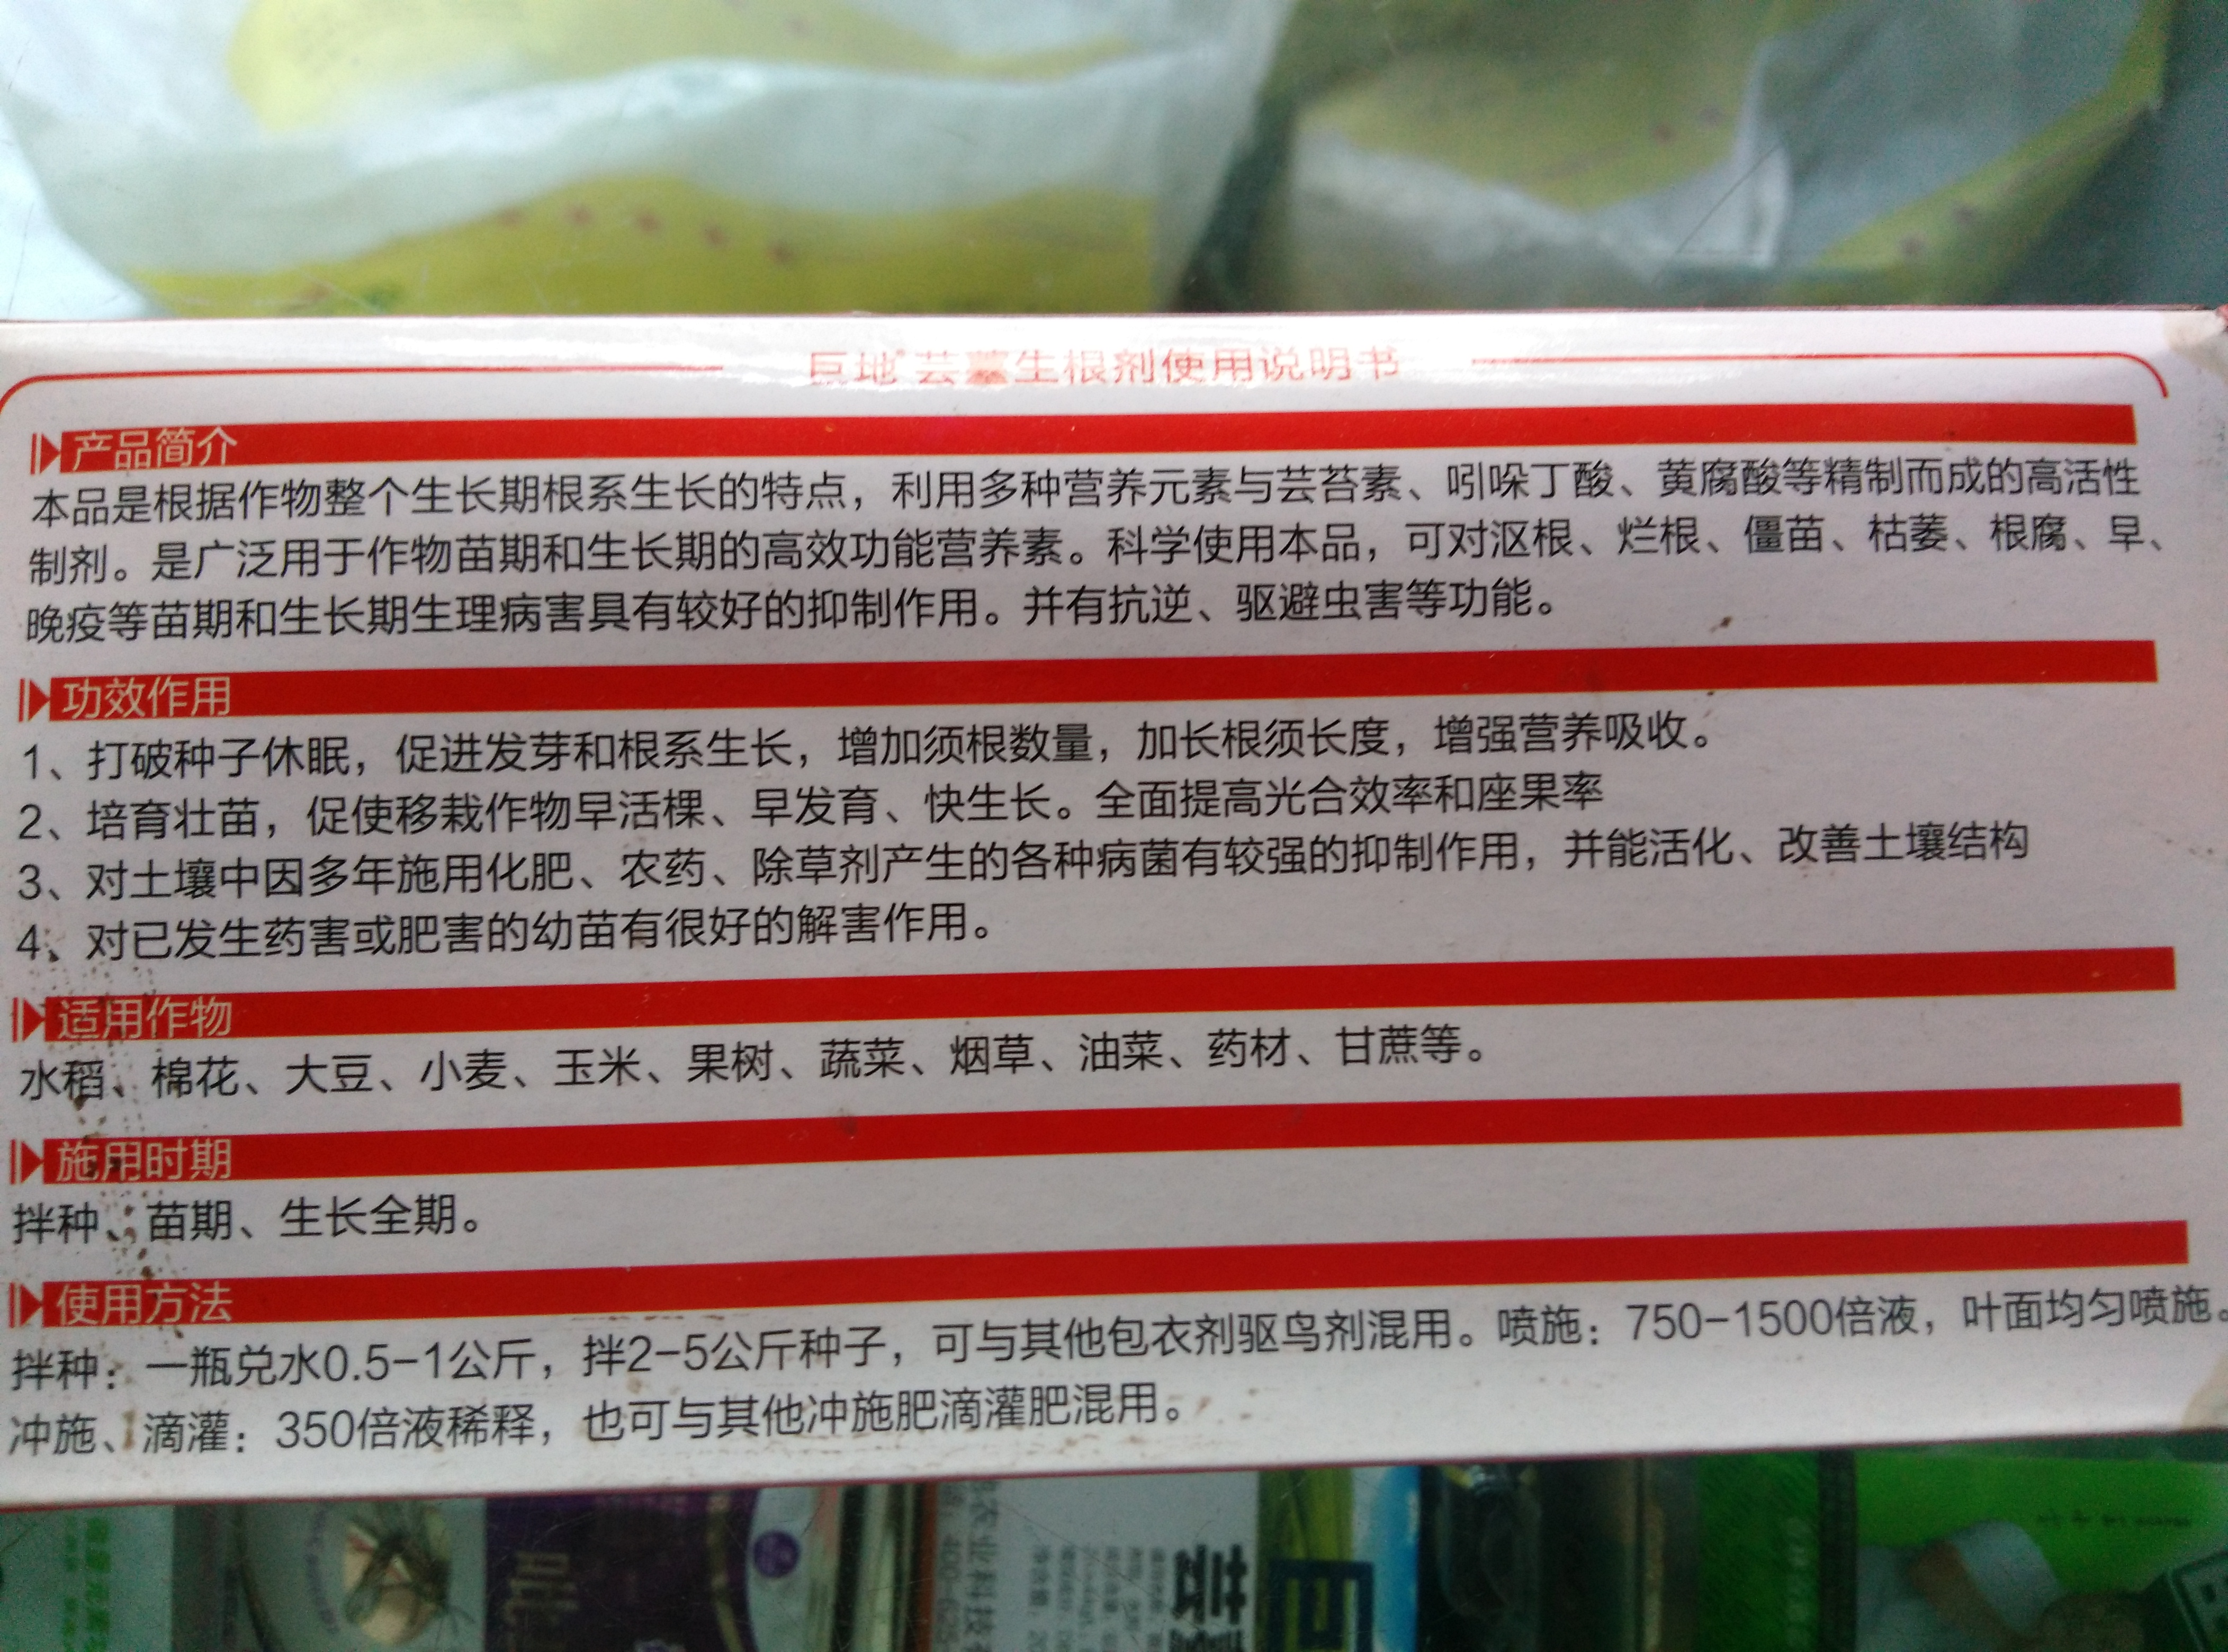 巨地 芸薹生根剂使用说明书
产品简介
本品是根据作物整个生长期根系生长的特点，利用多种营养元素与芸苔素、吲哚丁酸、黄腐酸等精制而成的高活性
制剂。是广泛用于作物苗期和生长期的高效功能营养素。科学使用本品，可对沤根、烂根、僵苗、枯萎、根腐、早、
晚疫等苗期和生长期生理病害具有较好的抑制作用。并有抗逆、驱避虫害等功能。
功效作用
1、打破种子休眠，促进发芽和根系生长，增加须根数量，加长根须长度，增强营养吸收。
2、培育壮苗，促使移栽作物早活棵、早发育、快生长。全面提高光合效率和座果率
3、对土壤中因多年施用化肥、农药、除草剂产生的各种病菌有较强的抑制作用，并能活化、改善土壤结构
4、对已发生药害或肥害的幼苗有很好的解害作用。
适用作物
水稻、棉花、大豆、小麦、玉米、果树、蔬菜、烟草、油菜、药材、甘蔗等。
施用时期
拌种、苗期、生长全期。
使用方法
拌种：一瓶兑水0.5-1公斤，拌2-5公斤种子，可与其他包衣剂驱鸟剂混用。喷施：750-1500倍液，叶面均匀喷施。
冲施、滴灌：350倍液稀释，也可与其他冲施肥滴灌肥混用。
农业科技
400-626
芸